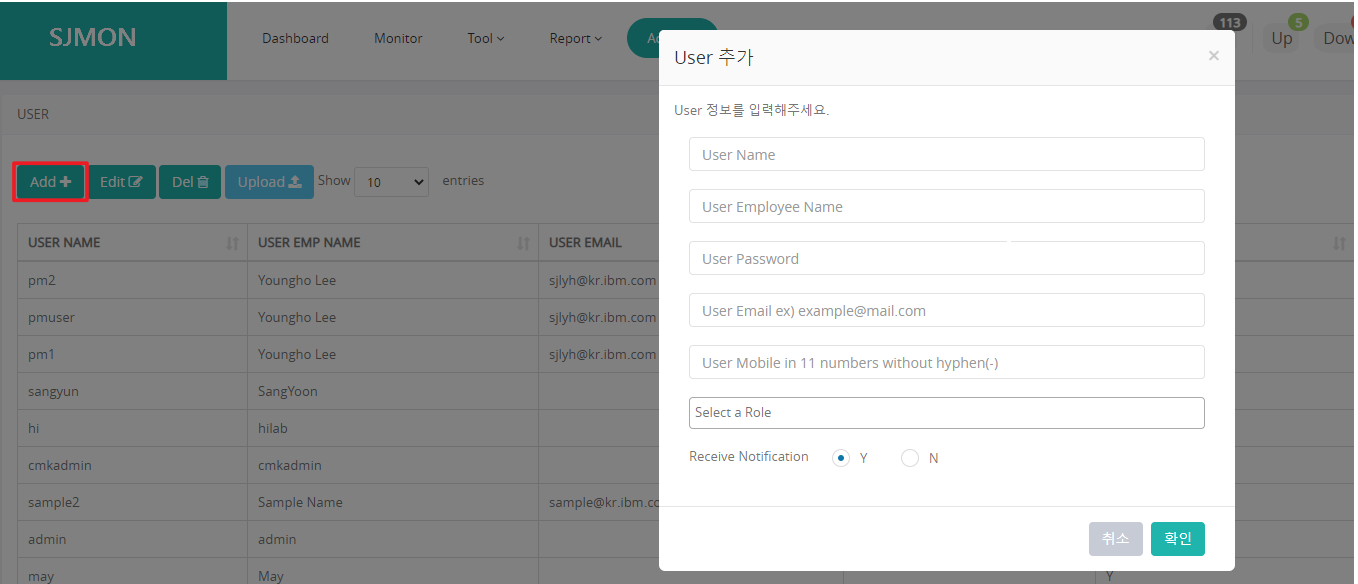 SJMON
Dashboard Monitor Tool Report
113
Up 5
USER
Add Edit Del Upload Show 10 entries
USER NAME USER EMP NAME USER EMAIL
pm2 Youngho Lee sjlyh@kr.ibm.com
pmuser Youngho Lee sjlyh@kr.ibm.com
pm1 Youngho Lee sjlyh@kr.ibm.com
sangyun SangYoon
hi hilab
cmkadmin cmkadmin
sample2 Sample Name sample@kr.ibm.co
admin admin
may May Y
User 추가 ×
User 정보를 입력해주세요.
User Name
User Employee Name
User Password
User Email ex) example@mail.com
User Mobile in 11 numbers without hyphen(-)
Select a Role
Receive Notification Y N
취소 확인